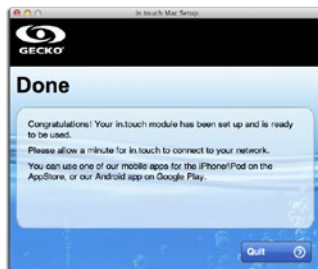 in.touch Mac Setup
GECKO
Done
Congratulations! Your in.touch module has been set up and is ready
to be used.
Please allow a minute for in.touch to connect to your network.
You can use one of our mobile apps for the iPhone/iPod on the
AppStore, or our Android app on Google Play.
Quit